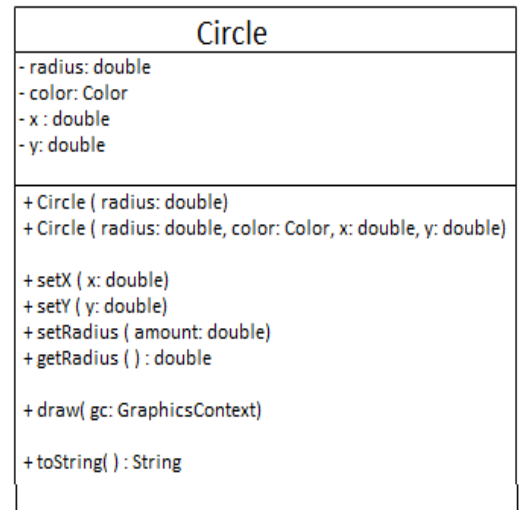 Circle
- radius: double
- color: Color
- x : double
- y: double
+ Circle ( radius: double)
+ Circle ( radius: double, color: Color, x: double, y: double)
+ setX ( x: double)
+ setY ( y: double)
+ setRadius ( amount: double)
+ getRadius ( ) : double
+ draw( gc: GraphicsContext)
+ toString( ) : String